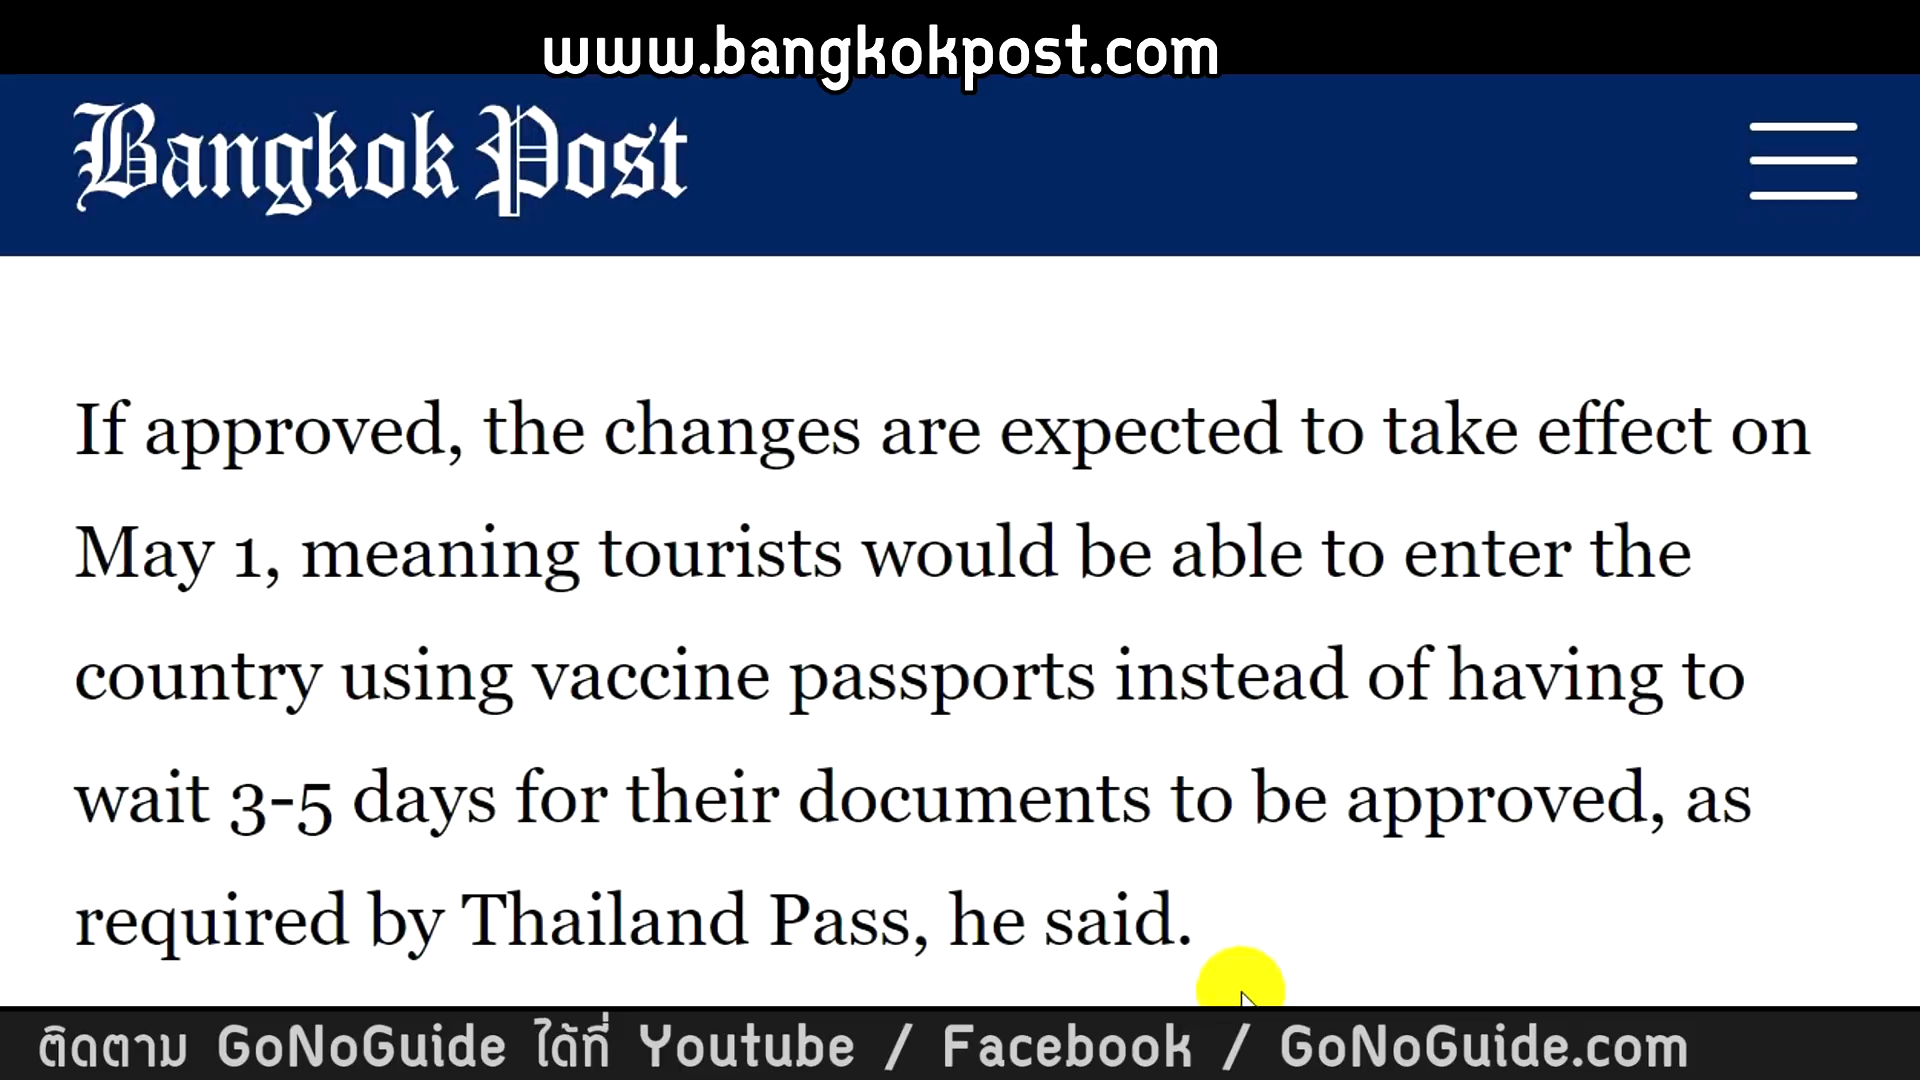 www.bangkokpost.com
Bangkok Post
If approved, the changes are expected to take effect on
May 1, meaning tourists would be able to enter the
country using vaccine passports instead of having to
wait 3-5 days for their documents to be approved, as
required by Thailand Pass, he said.
ติดตาม GoNoGuide ได้ที่ Youtube / Facebook / GoNoGuide.com